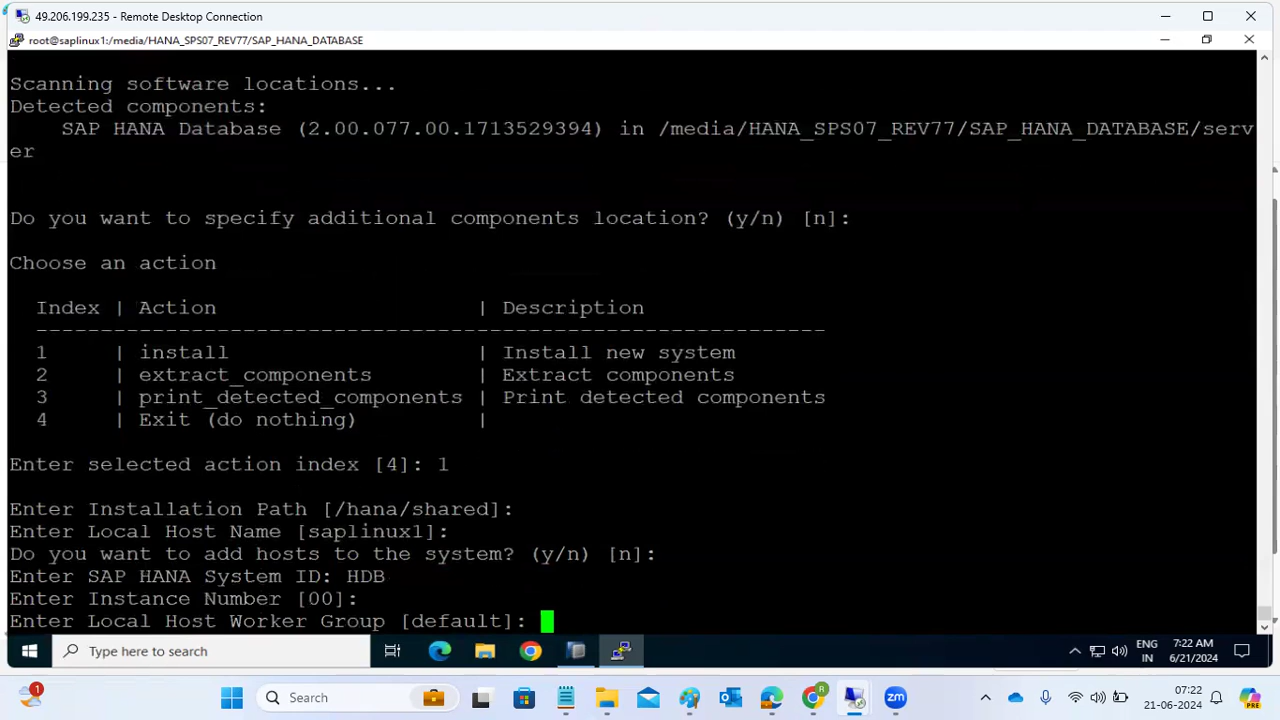 49.206.199.235 - Remote Desktop Connection
root@saplinux1:/media/HANA_SPS07_REV77/SAP_HANA_DATABASE
Scanning software locations...
Detected components:
SAP HANA Database (2.00.077.00.1713529394) in /media/HANA_SPS07_REV77/SAP_HANA_DATABASE/serv
er
Do you want to specify additional components location? (y/n) [n]:
Choose an action
Index | Action | Description
-------------------------------------------------------------
1 | install | Install new system
2 | extract_components | Extract components
3 | print_detected_components | Print detected components
4 | Exit (do nothing) |
Enter selected action index [4]: 1
Enter Installation Path [/hana/shared]:
Enter Local Host Name [saplinux1]:
Do you want to add hosts to the system? (y/n) [n]:
Enter SAP HANA System ID: HDB
Enter Instance Number [00]:
Enter Local Host Worker Group [default]:
Type here to search
ENG
IN
7:22 AM
6/21/2024
1
Search
R
zm
PRE
07:22
21-06-2024